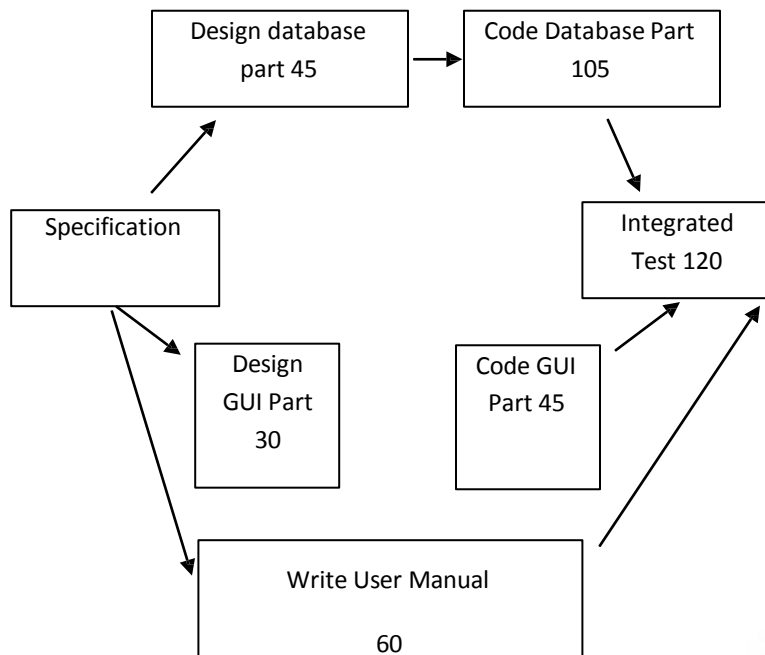 Design database
part 45
Code Database Part
105
Specification
Integrated
Test 120
Design
GUI Part
30
Code GUI
Part 45
Write User Manual
60